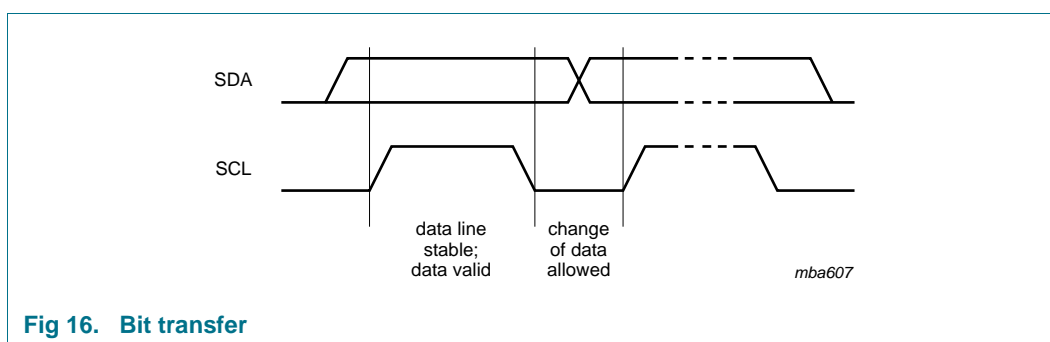 SDA
SCL
data line
stable;
data valid
change
of data
allowed
mba607
Fig 16. Bit transfer